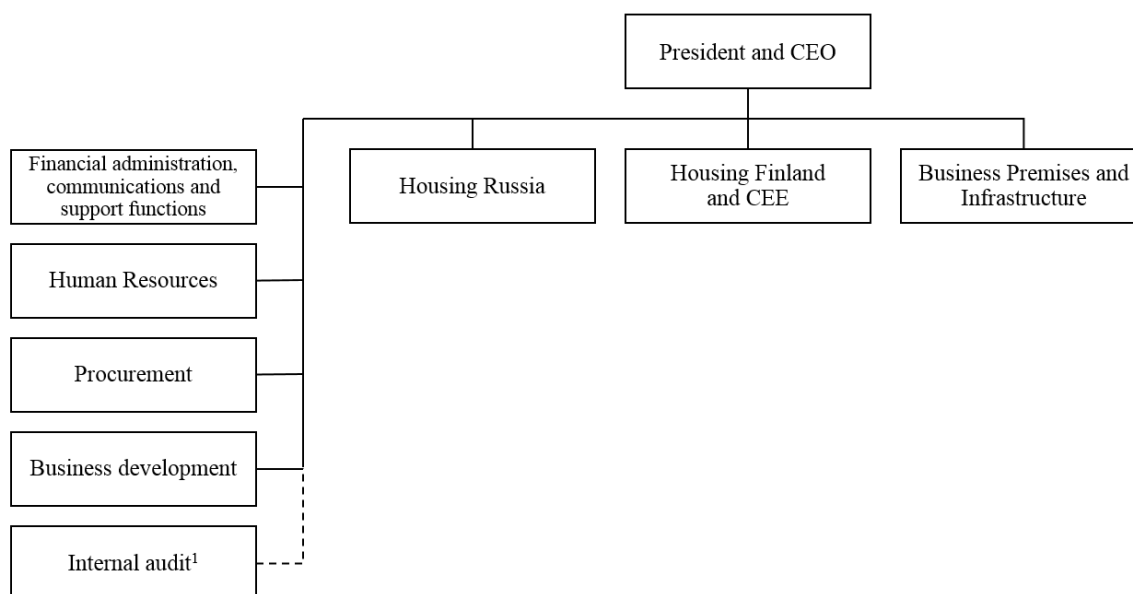 President and CEO
Financial administration,
communications and
support functions
Housing Russia
Housing Finland
and CEE
Business Premises and
Infrastructure
Human Resources
Procurement
Business development
Internal audit¹